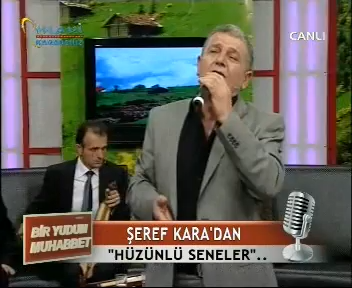 CANLI
BİR YUDUM
MUHABBET
ŞEREF KARA'DAN
"HÜZÜNLÜ SENELER"..